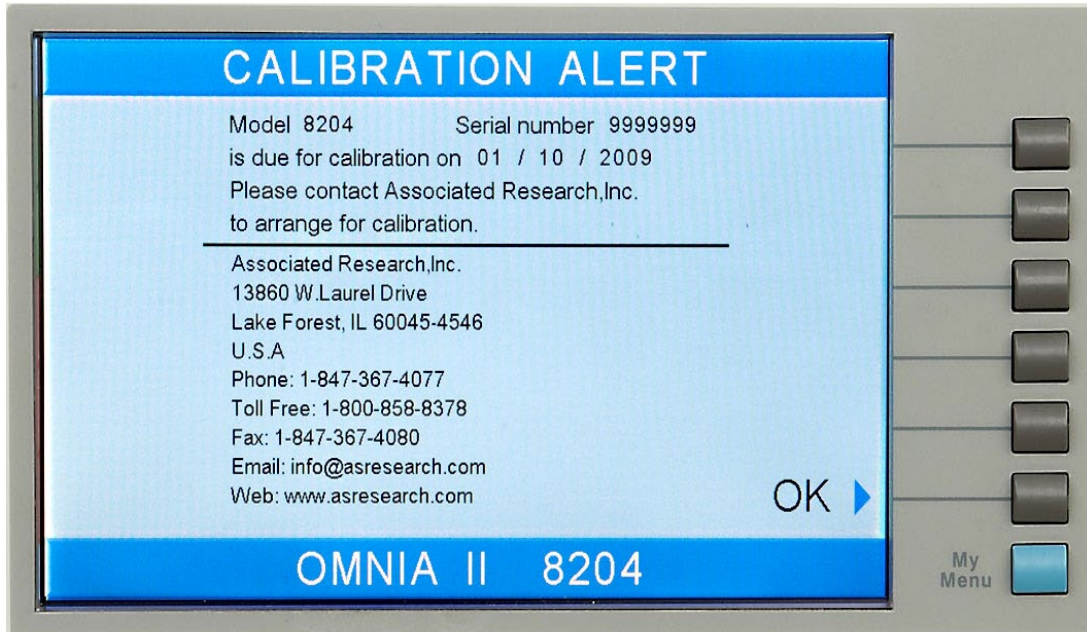 CALIBRATION ALERT
Model 8204 Serial number 9999999
is due for calibration on 01 / 10 / 2009
Please contact Associated Research,Inc.
to arrange for calibration.
Associated Research,Inc.
13860 W.Laurel Drive
Lake Forest, IL 60045-4546
U.S.A
Phone: 1-847-367-4077
Toll Free: 1-800-858-8378
Fax: 1-847-367-4080
Email: info@asresearch.com
Web: www.asresearch.com
OK
OMNIA II 8204
My
Menu